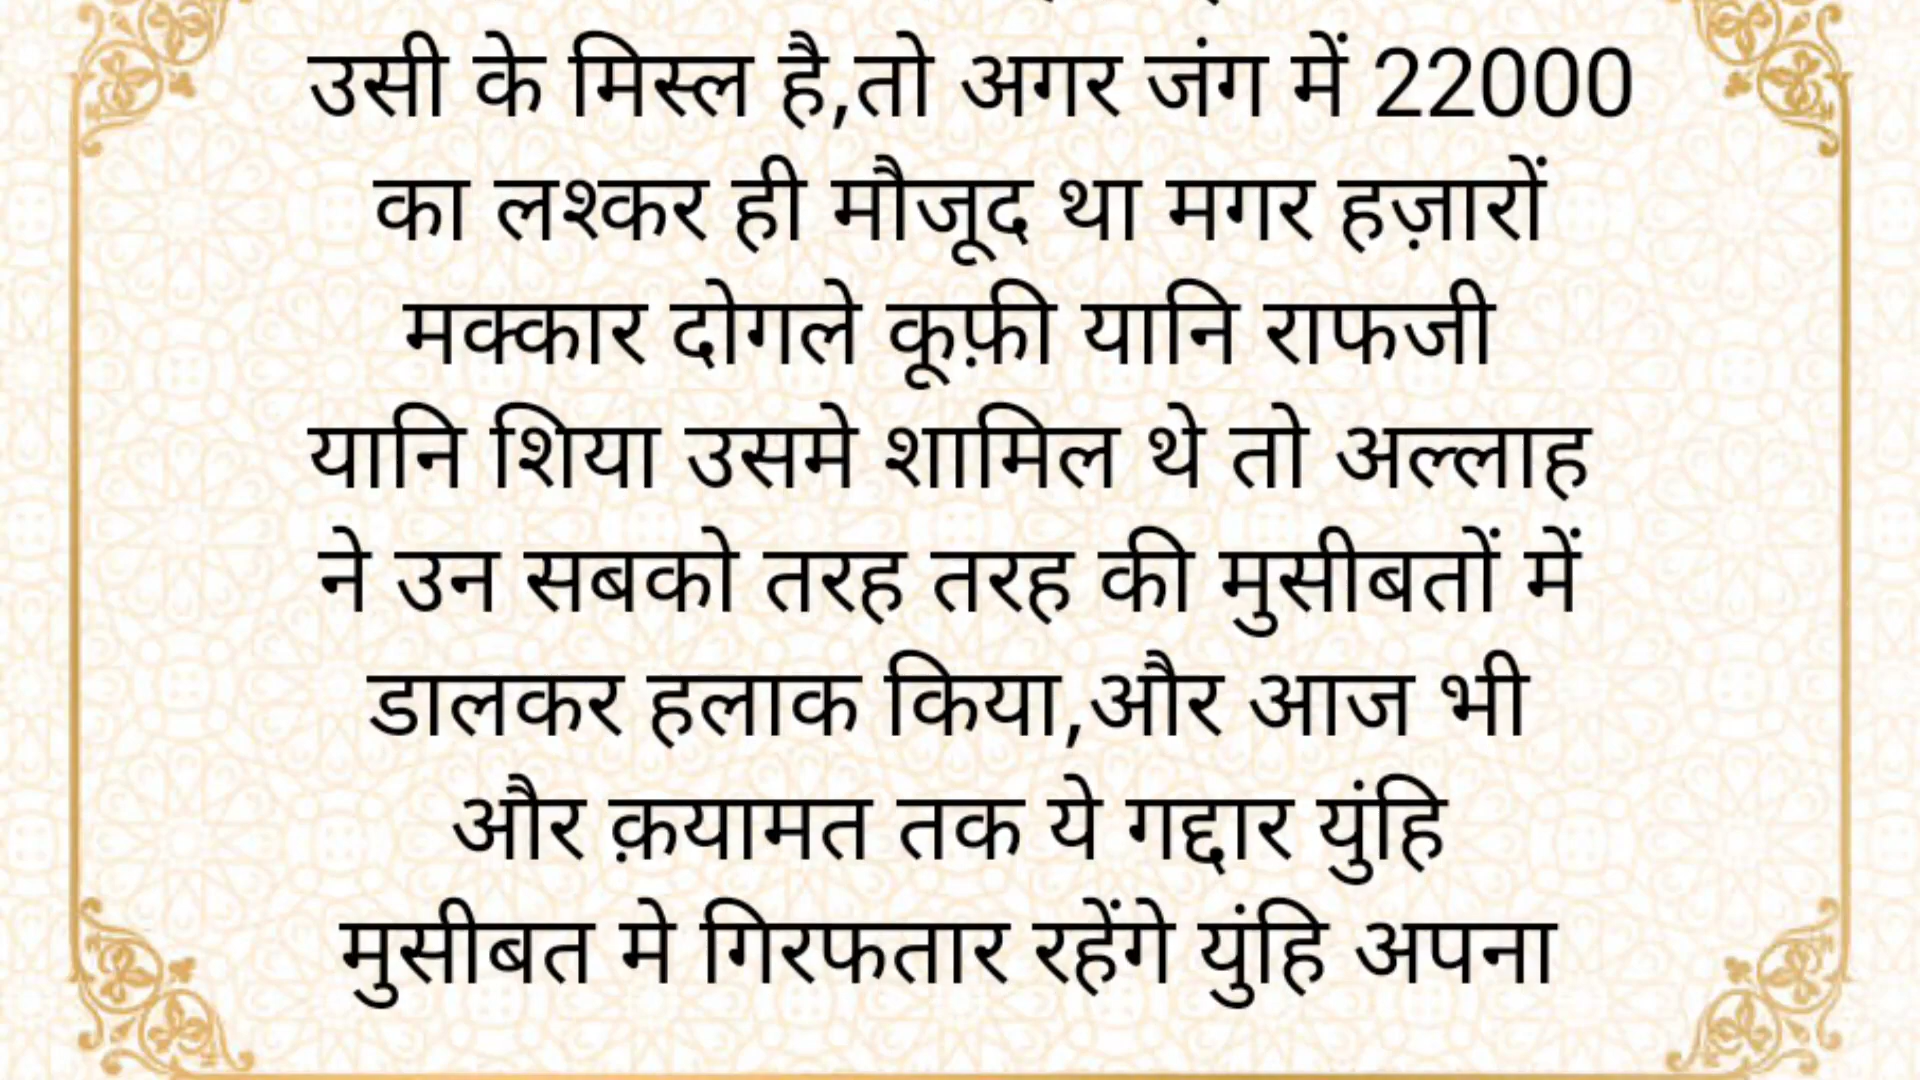 उसी के मिस्ल है,तो अगर जंग में 22000
का लश्कर ही मौजूद था मगर हज़ारों
मक्कार दोगले कूफ़ी यानि राफजी
यानि शिया उसमे शामिल थे तो अल्लाह
ने उन सबको तरह तरह की मुसीबतों में
डालकर हलाक किया,और आज भी
और क़यामत तक ये गद्दार युंहि
मुसीबत मे गिरफतार रहेंगे युंहि अपना